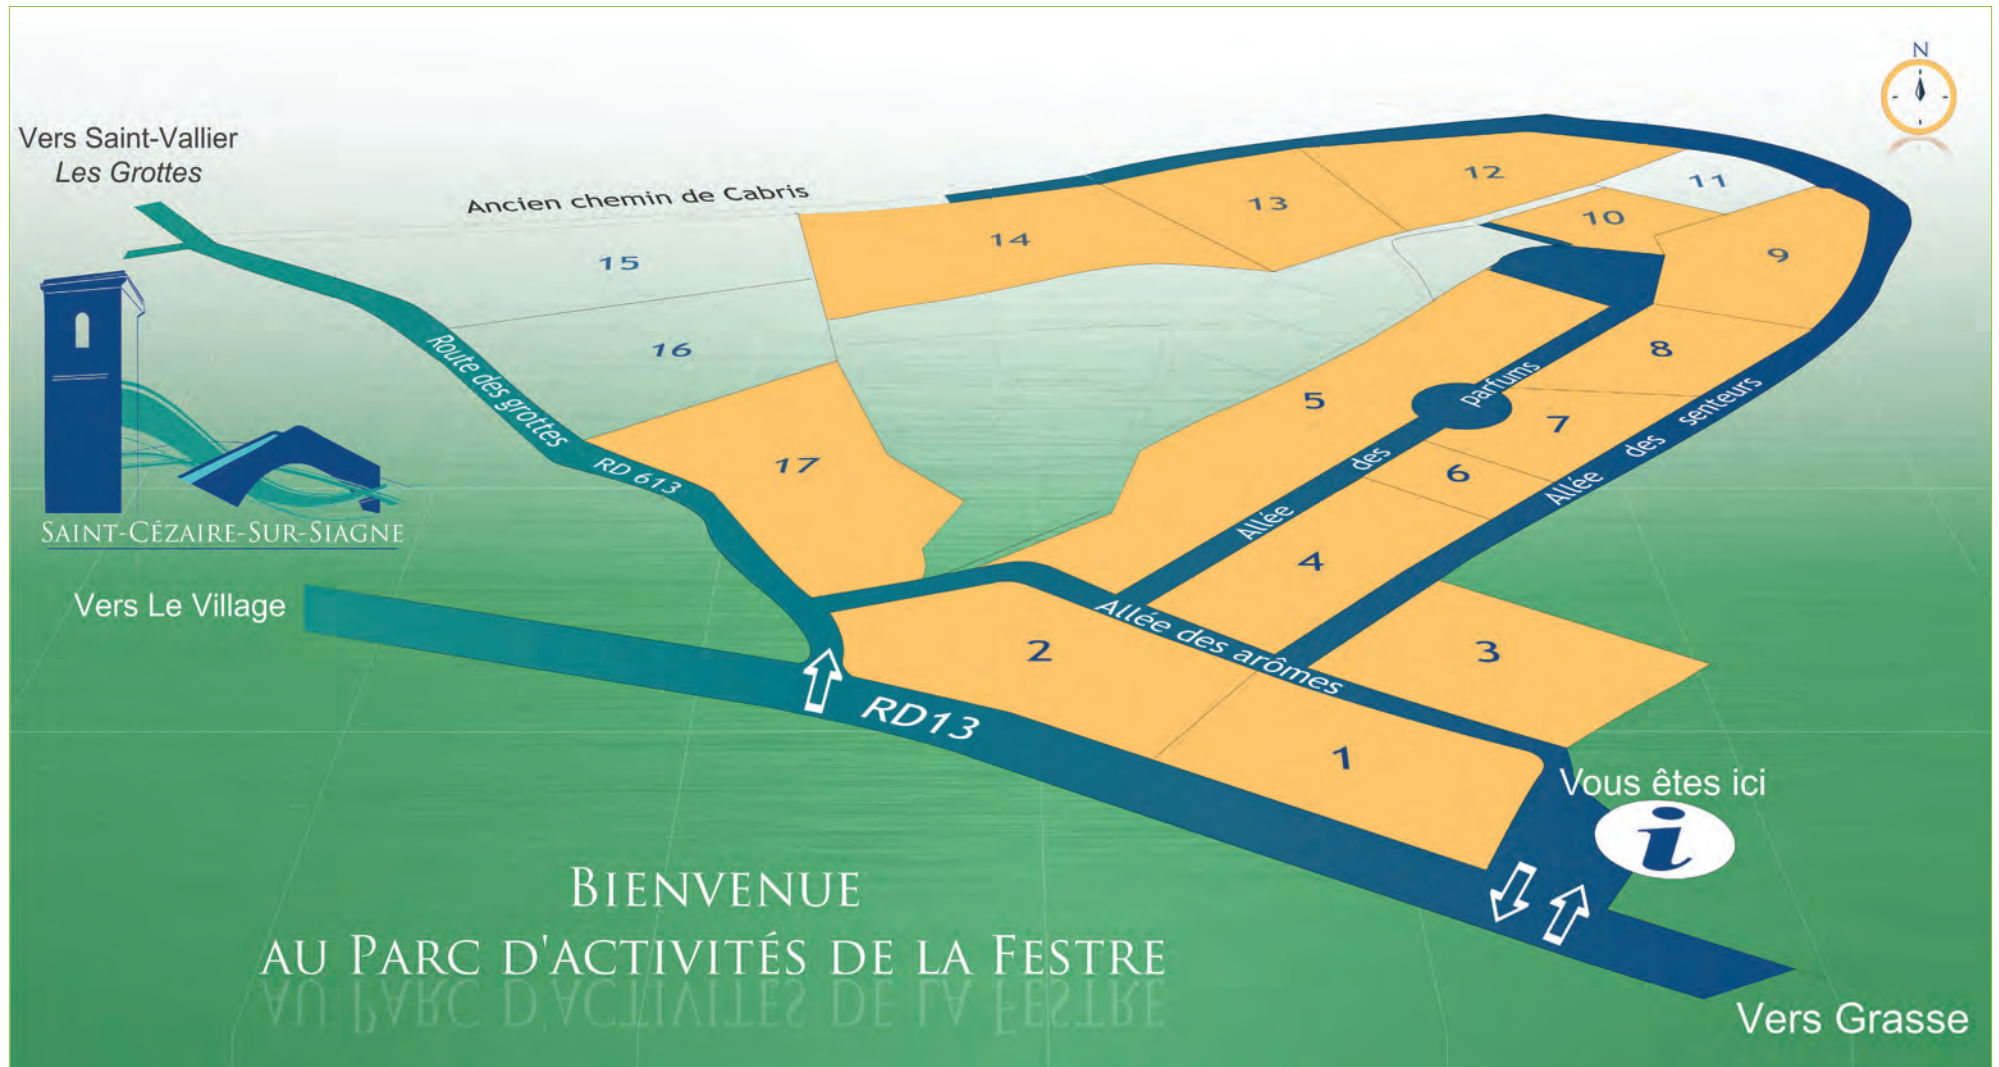 N
Vers Saint-Vallier
Les Grottes
Ancien chemin de Cabris
12
11
13
10
14
9
15
16
8
Route des grottes
parfums
5
senteurs
7
des
des
17
6
RD 613
Allée
Allée
SAINT-CÉZAIRE-SUR-SIAGNE
4
Vers Le Village
Allée des arômes
2
3
RD13
1
Vous êtes ici
i
BIENVENUE
AU PARC D'ACTIVITÉS DE LA FESTRE
Vers Grasse